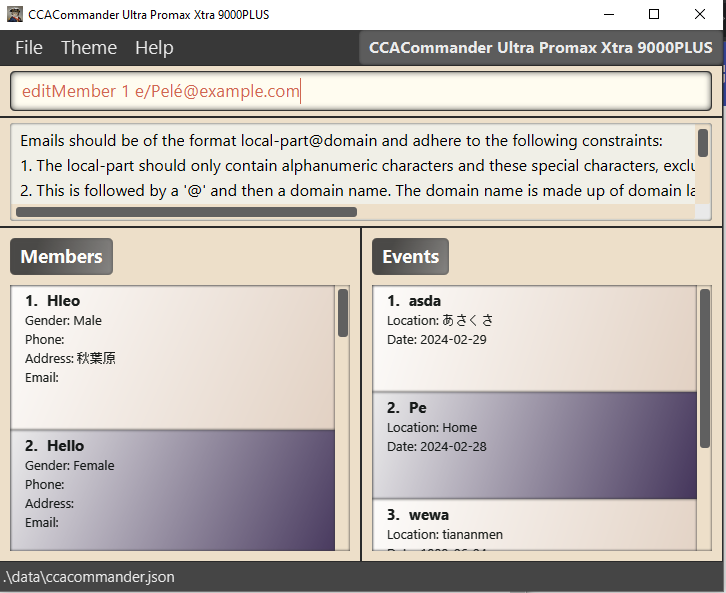 CCACommander Ultra Promax Xtra 9000PLUS
File Theme Help CCACommander Ultra Promax Xtra 9000PLUS
editMember 1 e/Pelé@example.com
Emails should be of the format local-part@domain and adhere to the following constraints:
1. The local-part should only contain alphanumeric characters and these special characters, exclu
2. This is followed by a '@' and then a domain name. The domain name is made up of domain la
Members
1. Hleo
Gender: Male
Phone:
Address: 秋葉原
Email:
2. Hello
Gender: Female
Phone:
Address:
Email:
Events
1. asda
Location: あさくさ
Date: 2024-02-29
2. Pe
Location: Home
Date: 2024-02-28
3. wewa
Location: tiananmen
.\data\ccacommander.json